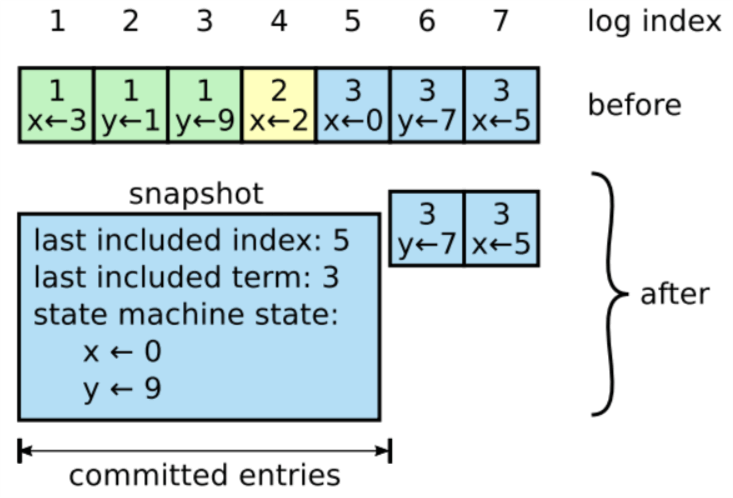 1 2 3 4 5 6 7 log index
1 1 1 2 3 3 3
x←3 y←1 y←9 x←2 x←0 y←7 x←5
before
snapshot
3 3
y←7 x←5
last included index: 5
last included term: 3
state machine state:
x ← 0
y ← 9
after
committed entries